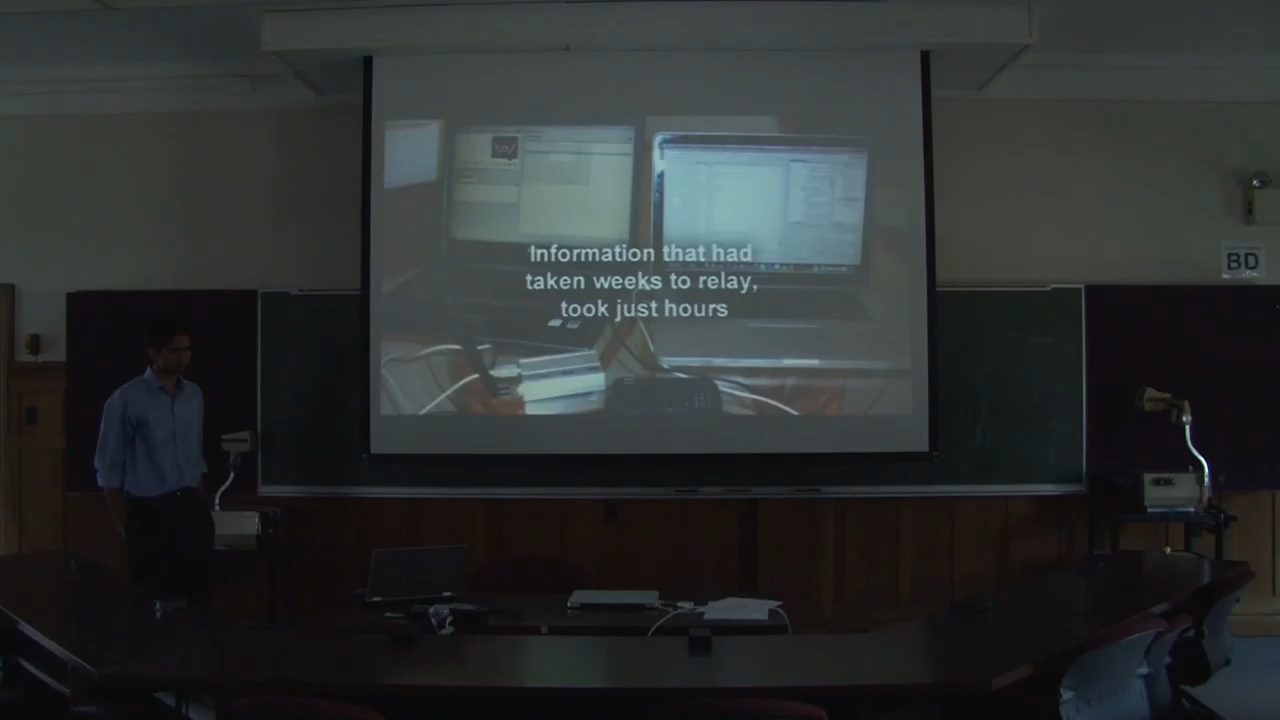 \o/
Information that had
taken weeks to relay,
took just hours
BD